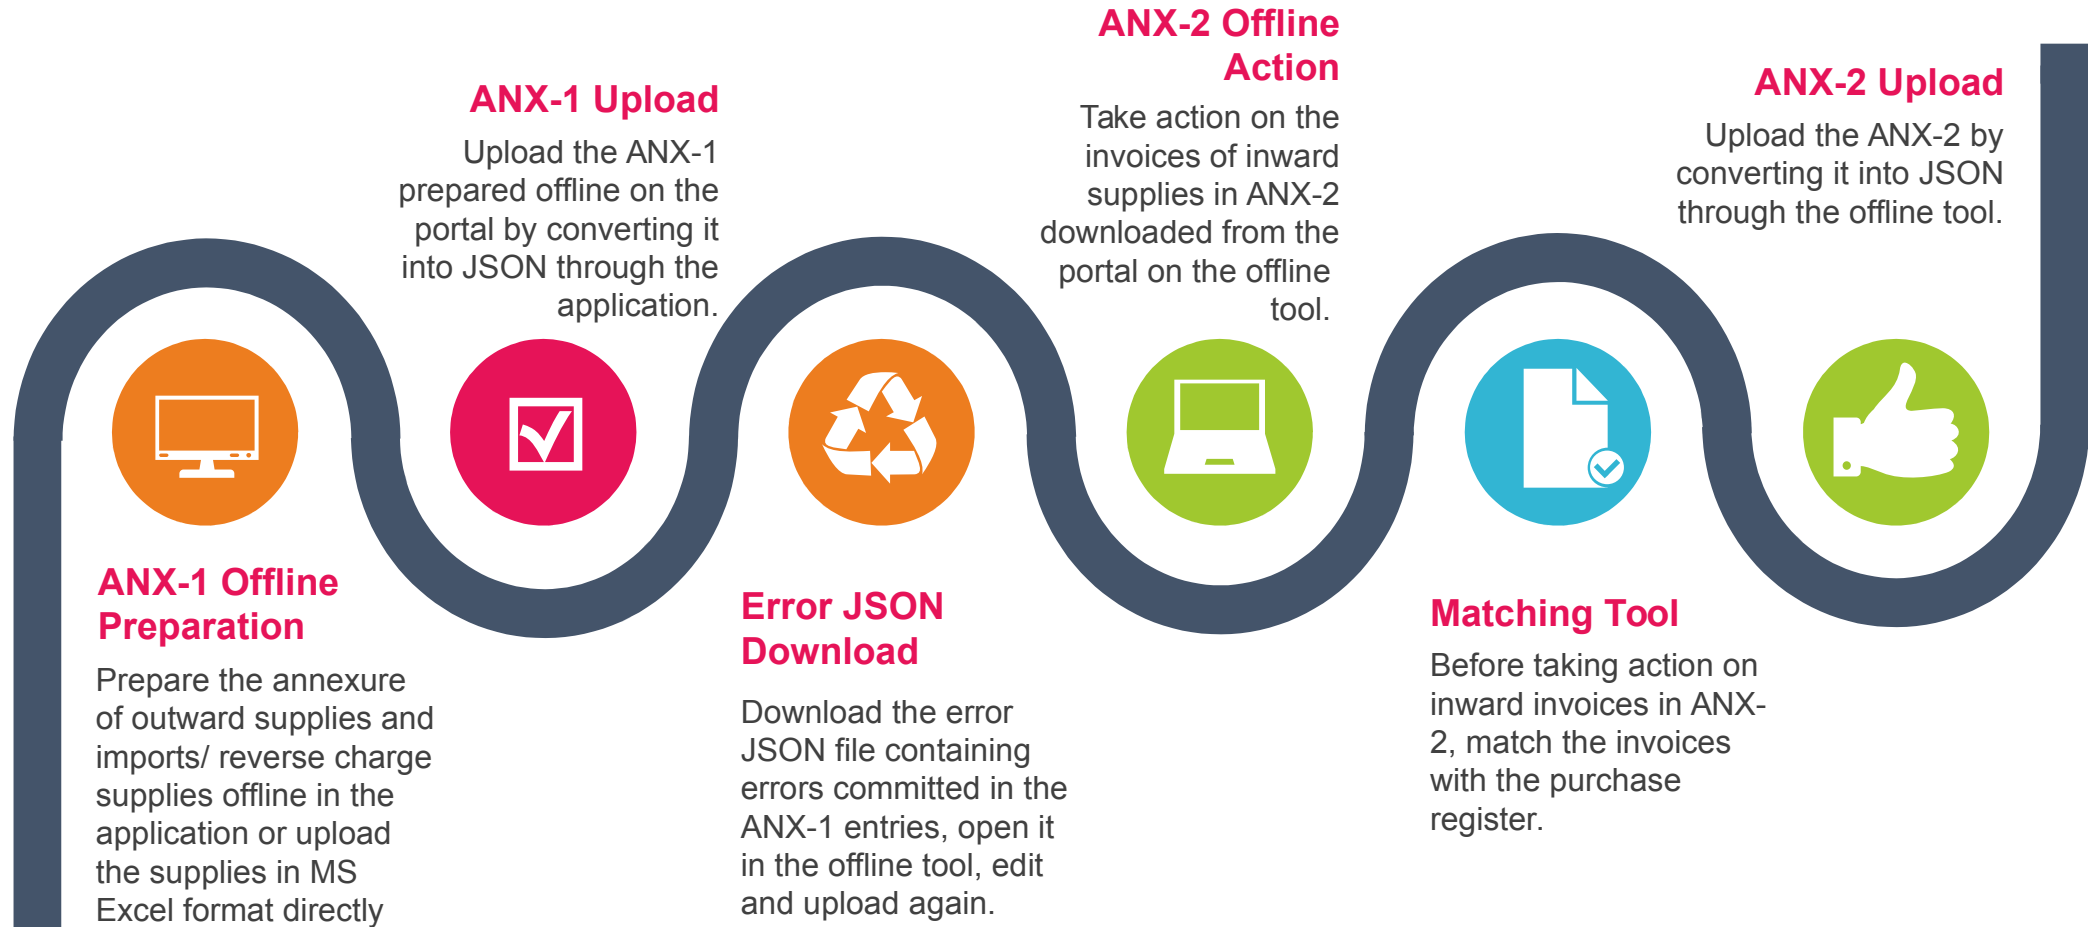 ANX-1 Offline
Preparation
Prepare the annexure
of outward supplies and
imports/ reverse charge
supplies offline in the
application or upload
the supplies in MS
Excel format directly
ANX-1 Upload
Upload the ANX-1
prepared offline on the
portal by converting it
into JSON through the
application.
Error JSON
Download
Download the error
JSON file containing
errors committed in the
ANX-1 entries, open it
in the offline tool, edit
and upload again.
ANX-2 Offline
Action
Take action on the
invoices of inward
supplies in ANX-2
downloaded from the
portal on the offline
tool.
Matching Tool
Before taking action on
inward invoices in ANX-
2, match the invoices
with the purchase
register.
ANX-2 Upload
Upload the ANX-2 by
converting it into JSON
through the offline tool.